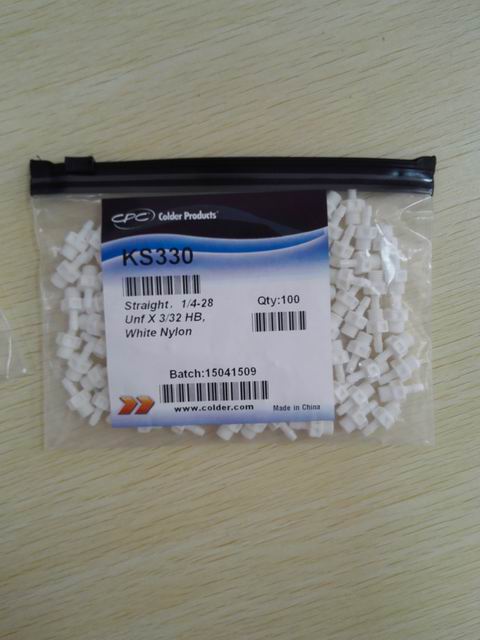 CPC Colder Products
KS330
Straight, 1/4-28
Unf X 3/32 HB,
White Nylon
Qty:100
Batch:15041509
www.colder.com
Made in China